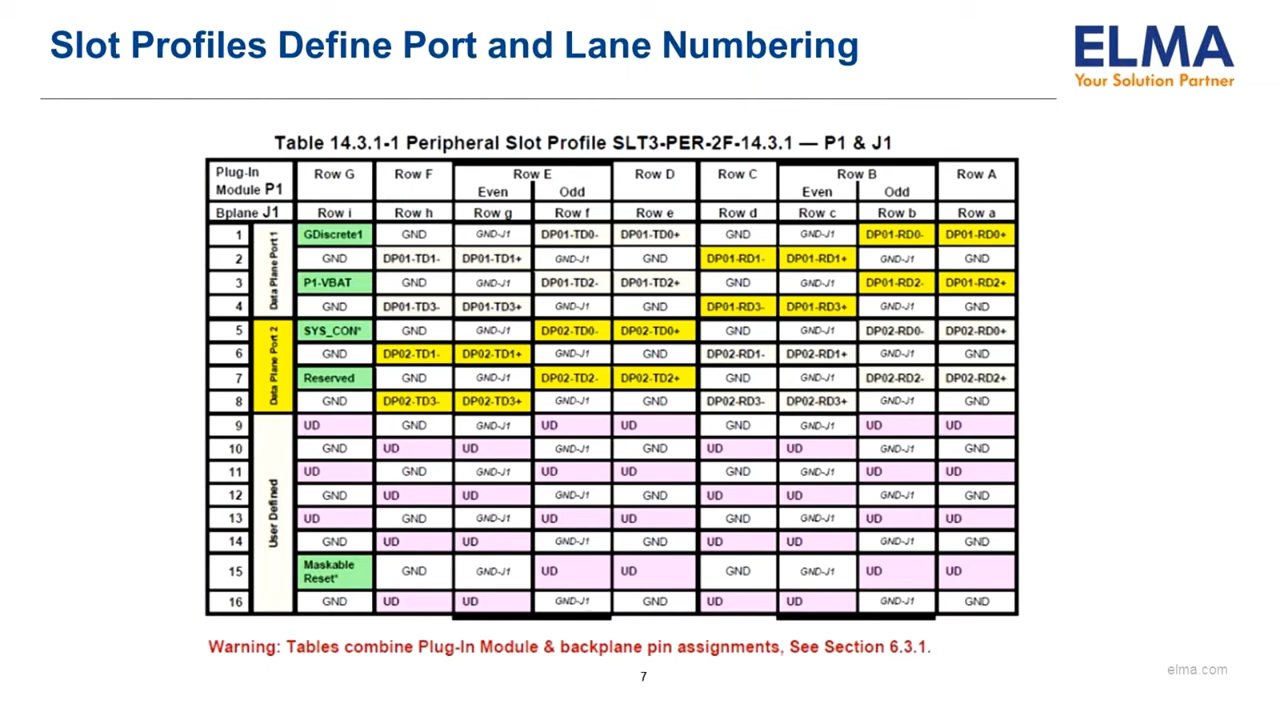 Slot Profiles Define Port and Lane Numbering
ELMA
Your Solution Partner
Table 14.3.1-1 Peripheral Slot Profile SLT3-PER-2F-14.3.1 — P1 & J1
Plug-In Module P1 Row G Row F Row E Even Odd Row D Row C Row B Even Odd Row A
Bplane J1 Row i Row h Row g Row f Row e Row d Row c Row b Row a
Data Plane Port 1
1 GDiscrete1 GND GND-J1 DP01-TD0- DP01-TD0+ GND GND-J1 DP01-RD0- DP01-RD0+
2 GND DP01-TD1- DP01-TD1+ GND-J1 GND DP01-RD1- DP01-RD1+ GND-J1 GND
3 P1-VBAT GND GND-J1 DP01-TD2- DP01-TD2+ GND GND-J1 DP01-RD2- DP01-RD2+
4 GND DP01-TD3- DP01-TD3+ GND-J1 GND DP01-RD3- DP01-RD3+ GND-J1 GND
Data Plane Port 2
5 SYS_CON* GND GND-J1 DP02-TD0- DP02-TD0+ GND GND-J1 DP02-RD0- DP02-RD0+
6 GND DP02-TD1- DP02-TD1+ GND-J1 GND DP02-RD1- DP02-RD1+ GND-J1 GND
7 Reserved GND GND-J1 DP02-TD2- DP02-TD2+ GND GND-J1 DP02-RD2- DP02-RD2+
8 GND DP02-TD3- DP02-TD3+ GND-J1 GND DP02-RD3- DP02-RD3+ GND-J1 GND
User Defined
9 UD GND GND-J1 UD UD GND GND-J1 UD UD
10 GND UD UD GND-J1 GND UD UD GND-J1 GND
11 UD GND GND-J1 UD UD GND GND-J1 UD UD
12 GND UD UD GND-J1 GND UD UD GND-J1 GND
13 UD GND GND-J1 UD UD GND GND-J1 UD UD
14 GND UD UD GND-J1 GND UD UD GND-J1 GND
15 Maskable Reset* GND GND-J1 UD UD GND GND-J1 UD UD
16 GND UD UD GND-J1 GND UD UD GND-J1 GND
Warning: Tables combine Plug-In Module & backplane pin assignments, See Section 6.3.1.
7
elma.com